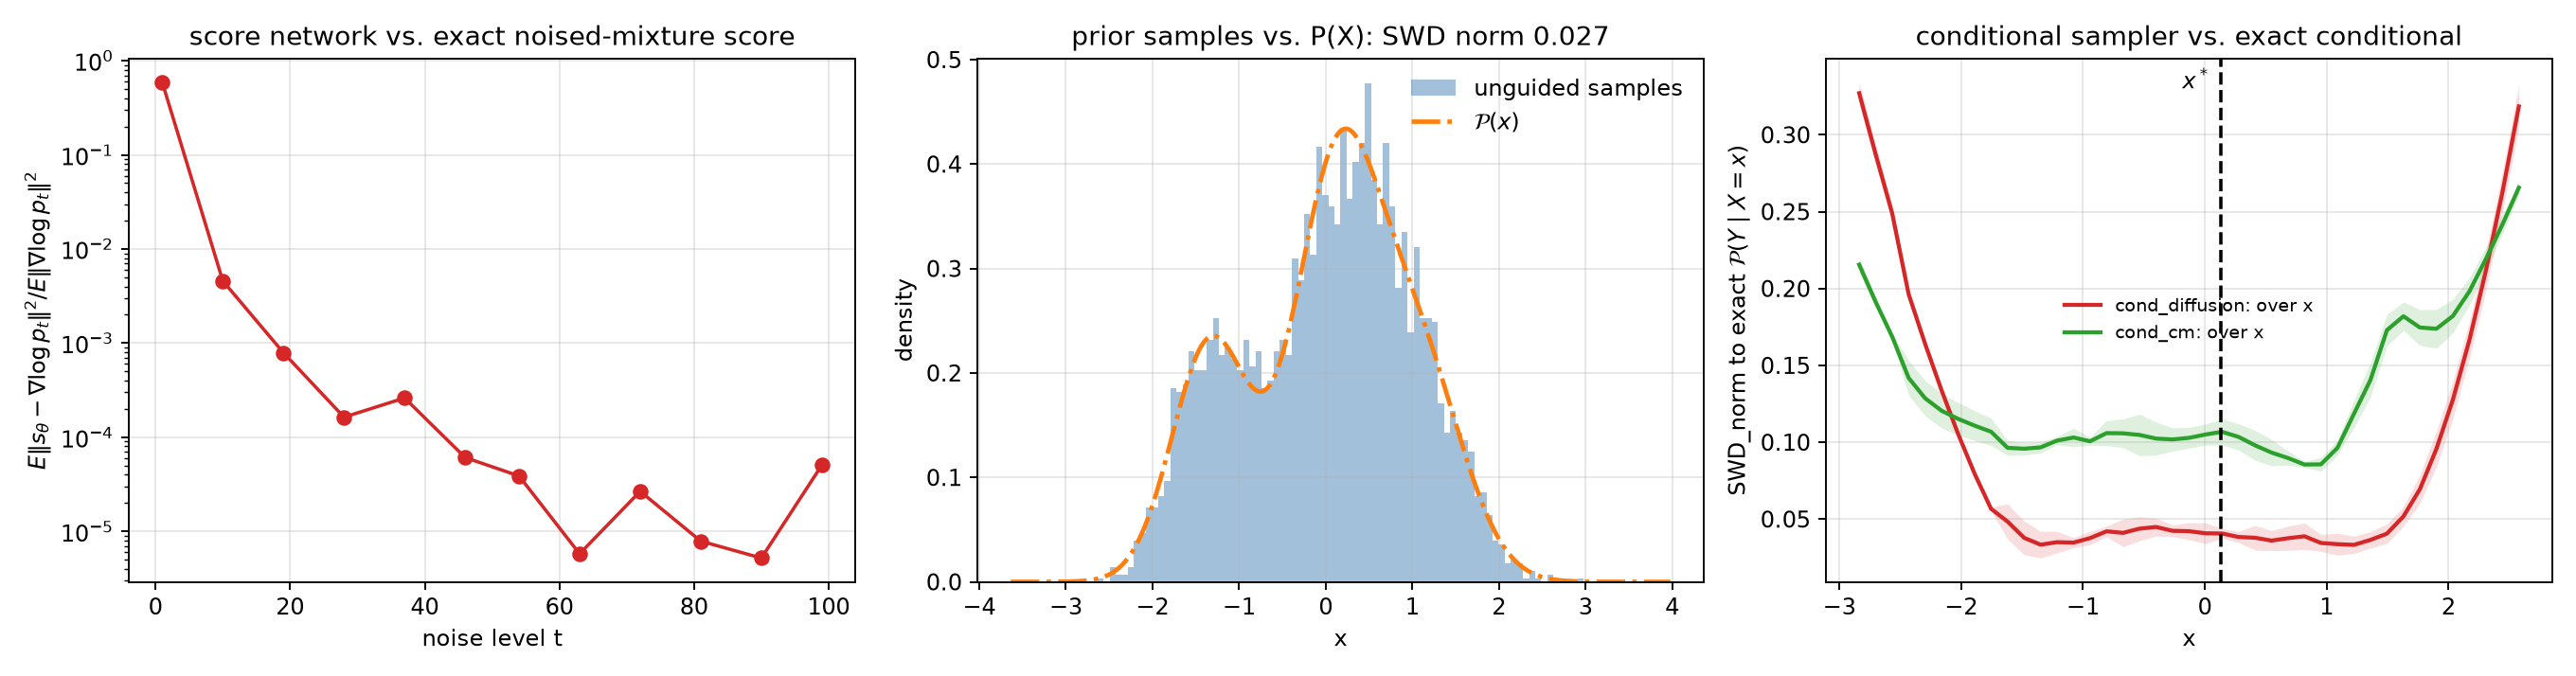 score network vs. exact noised-mixture score
10⁰
10⁻¹
10⁻²
10⁻³
10⁻⁴
10⁻⁵
E‖s_θ − ∇log p_t‖² / E‖∇log p_t‖²
0 20 40 60 80 100
noise level t
prior samples vs. P(X): SWD norm 0.027
unguided samples
𝒫(x)
0.5
0.4
0.3
0.2
0.1
0.0
density
−4 −3 −2 −1 0 1 2 3 4
x
conditional sampler vs. exact conditional
x*
0.30
0.25
0.20
0.15
0.10
0.05
SWD_norm to exact 𝒫(Y | X = x)
cond_diffusion: over x
cond_cm: over x
−3 −2 −1 0 1 2
x